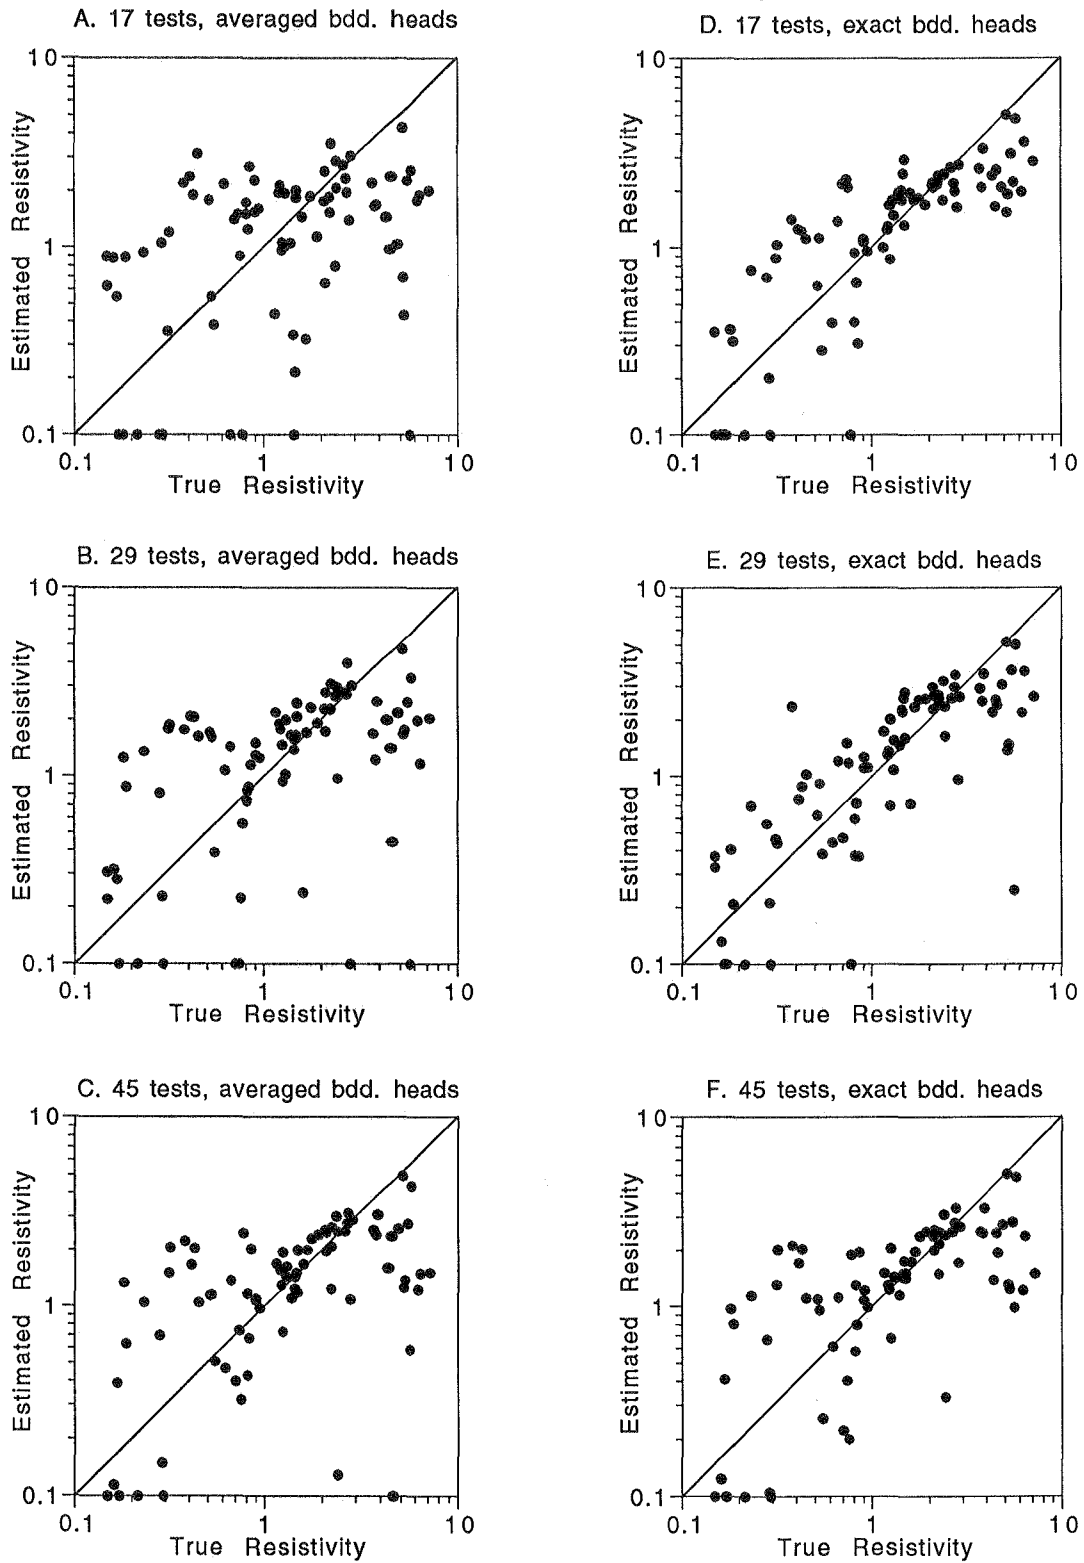 A. 17 tests, averaged bdd. heads
10
1
0.1
Estimated Resistivity
0.1
1
10
True Resistivity
D. 17 tests, exact bdd. heads
10
1
0.1
Estimated Resistivity
0.1
1
10
True Resistivity
B. 29 tests, averaged bdd. heads
10
1
0.1
Estimated Resistivity
0.1
1
10
True Resistivity
E. 29 tests, exact bdd. heads
10
1
0.1
Estimated Resistivity
0.1
1
10
True Resistivity
C. 45 tests, averaged bdd. heads
10
1
0.1
Estimated Resistivity
0.1
1
10
True Resistivity
F. 45 tests, exact bdd. heads
10
1
0.1
Estimated Resistivity
0.1
1
10
True Resistivity